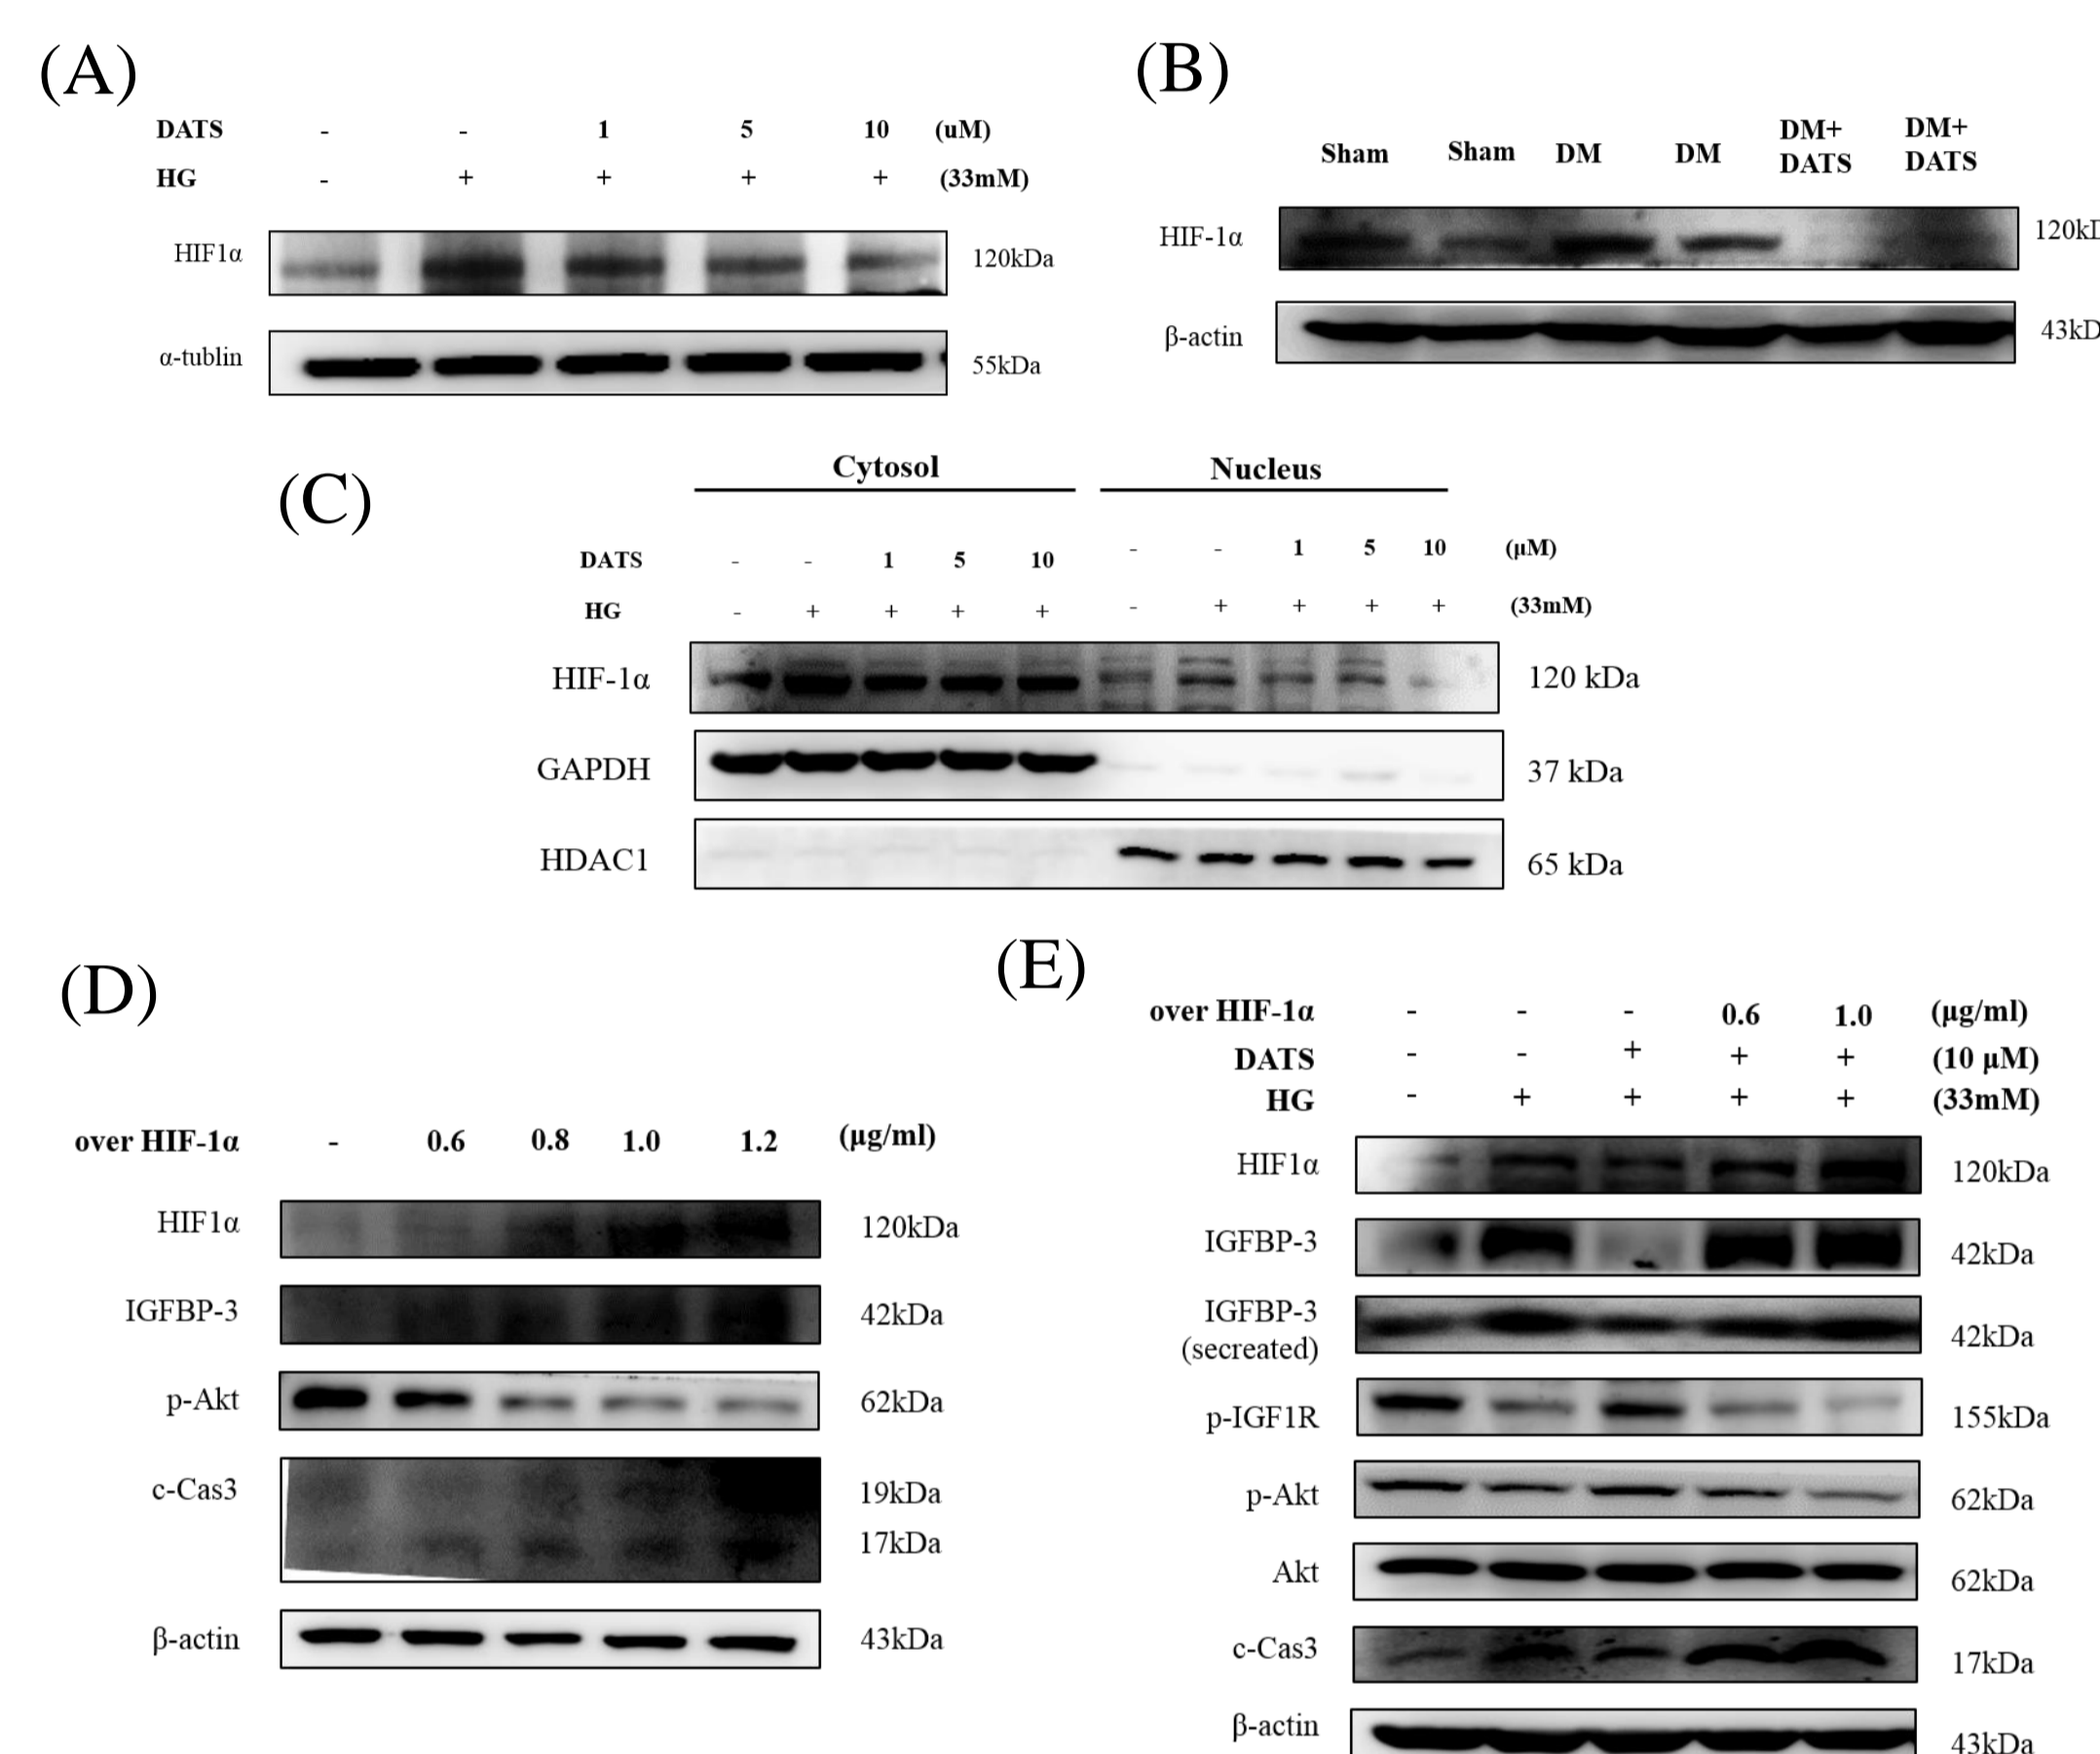 (A)
DATS - - 1 5 10 (uM)
HG - + + + + (33mM)
HIF1α 120kDa
α-tublin 55kDa
(B)
Sham Sham DM DM DM+ DATS DM+ DATS
HIF-1α 120kD
β-actin 43kD
(C)
Cytosol Nucleus
DATS - - 1 5 10 - - 1 5 10 (μM)
HG - + + + + - + + + + (33mM)
HIF-1α 120 kDa
GAPDH 37 kDa
HDAC1 65 kDa
(D)
over HIF-1α - 0.6 0.8 1.0 1.2 (μg/ml)
HIF1α 120kDa
IGFBP-3 42kDa
p-Akt 62kDa
c-Cas3 19kDa
17kDa
β-actin 43kDa
(E)
over HIF-1α - - - 0.6 1.0 (μg/ml)
DATS - - + + + (10 μM)
HG - + + + + (33mM)
HIF1α 120kDa
IGFBP-3 42kDa
IGFBP-3
(secreated) 42kDa
p-IGF1R 155kDa
p-Akt 62kDa
Akt 62kDa
c-Cas3 17kDa
β-actin 43kDa